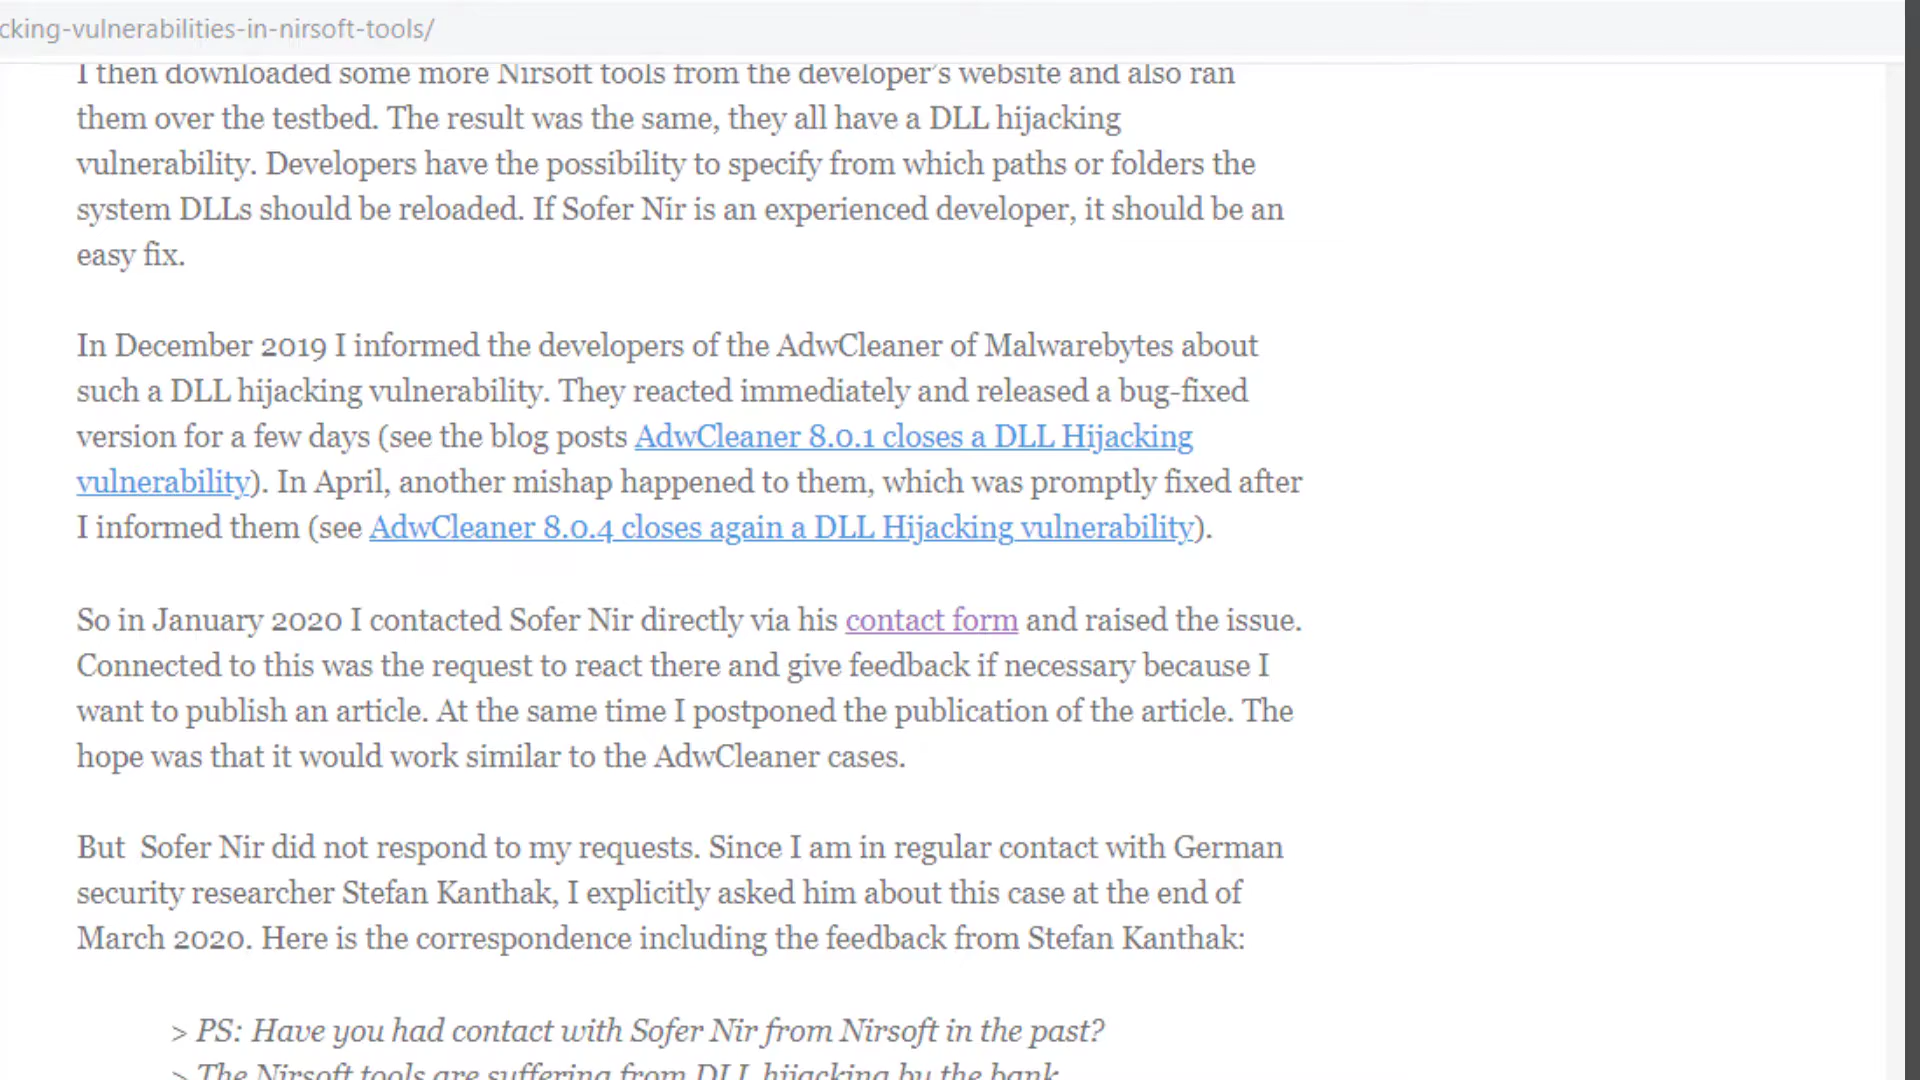 cking-vulnerabilities-in-nirsoft-tools/
I then downloaded some more Nirsoft tools from the developer's website and also ran
them over the testbed. The result was the same, they all have a DLL hijacking
vulnerability. Developers have the possibility to specify from which paths or folders the
system DLLs should be reloaded. If Sofer Nir is an experienced developer, it should be an
easy fix.
In December 2019 I informed the developers of the AdwCleaner of Malwarebytes about
such a DLL hijacking vulnerability. They reacted immediately and released a bug-fixed
version for a few days (see the blog posts AdwCleaner 8.0.1 closes a DLL Hijacking
vulnerability). In April, another mishap happened to them, which was promptly fixed after
I informed them (see AdwCleaner 8.0.4 closes again a DLL Hijacking vulnerability).
So in January 2020 I contacted Sofer Nir directly via his contact form and raised the issue.
Connected to this was the request to react there and give feedback if necessary because I
want to publish an article. At the same time I postponed the publication of the article. The
hope was that it would work similar to the AdwCleaner cases.
But  Sofer Nir did not respond to my requests. Since I am in regular contact with German
security researcher Stefan Kanthak, I explicitly asked him about this case at the end of
March 2020. Here is the correspondence including the feedback from Stefan Kanthak:
> PS: Have you had contact with Sofer Nir from Nirsoft in the past?
> The Nirsoft tools are suffering from DLL hijacking by the bank